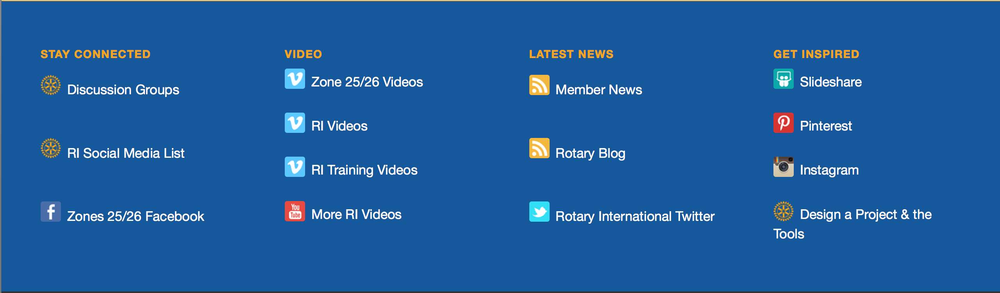 STAY CONNECTED
Discussion Groups
RI Social Media List
Zones 25/26 Facebook
VIDEO
Zone 25/26 Videos
RI Videos
RI Training Videos
You
Tube
More RI Videos
LATEST NEWS
Member News
Rotary Blog
Rotary International Twitter
GET INSPIRED
Slideshare
Pinterest
Instagram
Design a Project & the
Tools